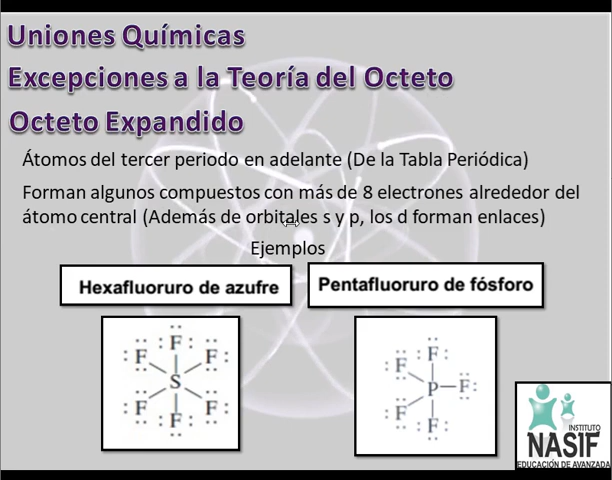 Uniones Químicas
Excepciones a la Teoría del Octeto
Octeto Expandido
Átomos del tercer periodo en adelante (De la Tabla Periódica)
Forman algunos compuestos con más de 8 electrones alrededor del
átomo central (Además de orbitales s y p, los d forman enlaces)
Ejemplos
Hexafluoruro de azufre
Pentafluoruro de fósforo
F
F F
S
F F
F
F
F
P F
F
F
INSTITUTO
NASIF
EDUCACIÓN DE AVANZADA